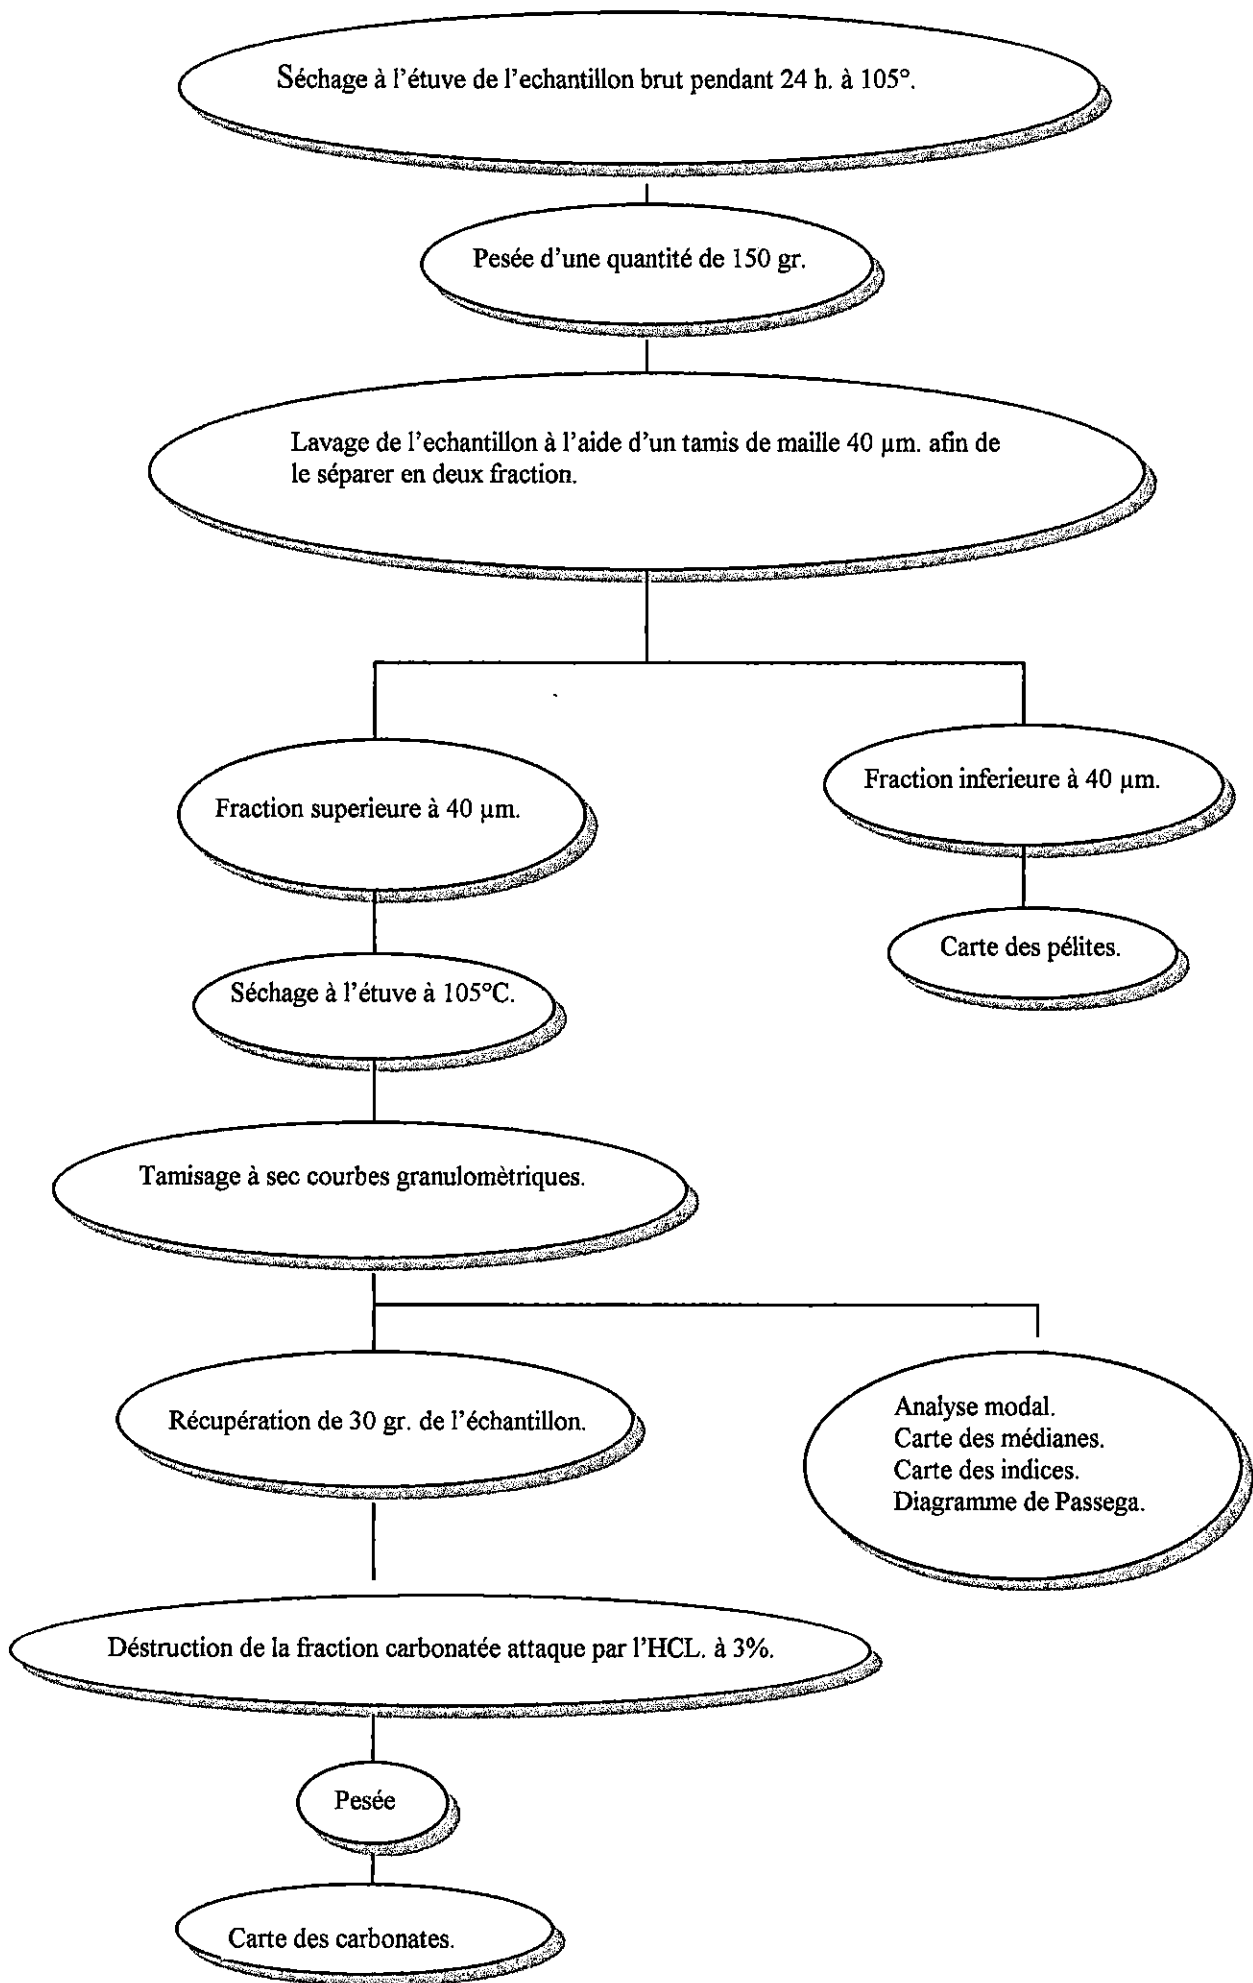 Séchage à l'étuve de l'echantillon brut pendant 24 h. à 105°.
Pesée d'une quantité de 150 gr.
Lavage de l'echantillon à l'aide d'un tamis de maille 40 µm. afin de
le séparer en deux fraction.
Fraction superieure à 40 µm.
Fraction inferieure à 40 µm.
Carte des pélites.
Séchage à l'étuve à 105°C.
Tamisage à sec courbes granulomètriques.
Récupération de 30 gr. de l'échantillon.
Analyse modal.
Carte des médianes.
Carte des indices.
Diagramme de Passega.
Déstruction de la fraction carbonatée attaque par l'HCL. à 3%.
Pesée
Carte des carbonates.